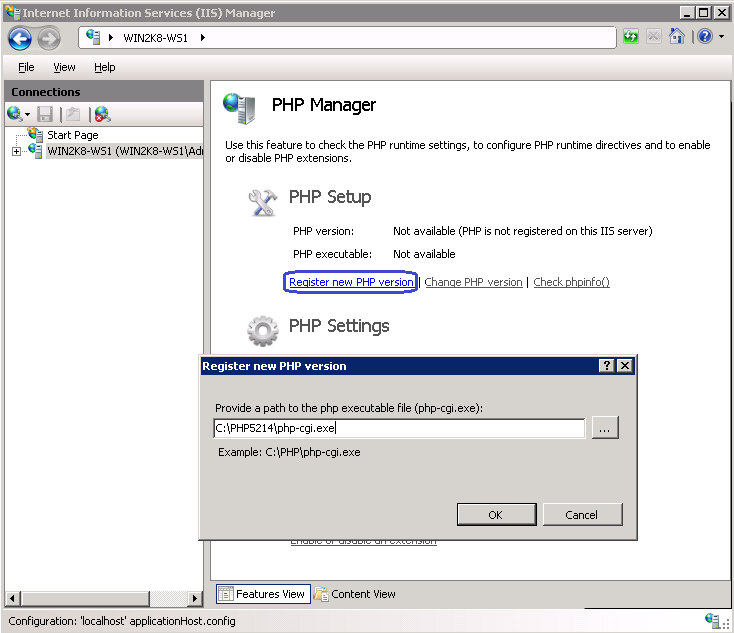 Internet Information Services (IIS) Manager
WIN2K8-WS1
File View Help
Connections
Start Page
WIN2K8-WS1 (WIN2K8-WS1\Ad
PHP Manager
Use this feature to check the PHP runtime settings, to configure PHP runtime directives and to enable
or disable PHP extensions.
PHP Setup
PHP version: Not available (PHP is not registered on this IIS server)
PHP executable: Not available
Register new PHP version | Change PHP version | Check phpinfo()
PHP Settings
Register new PHP version
Provide a path to the php executable file (php-cgi.exe):
C:\PHP5214\php-cgi.exe
...
Example: C:\PHP\php-cgi.exe
OK Cancel
Enable or disable an extension
Features View Content View
Configuration: 'localhost' applicationHost.config